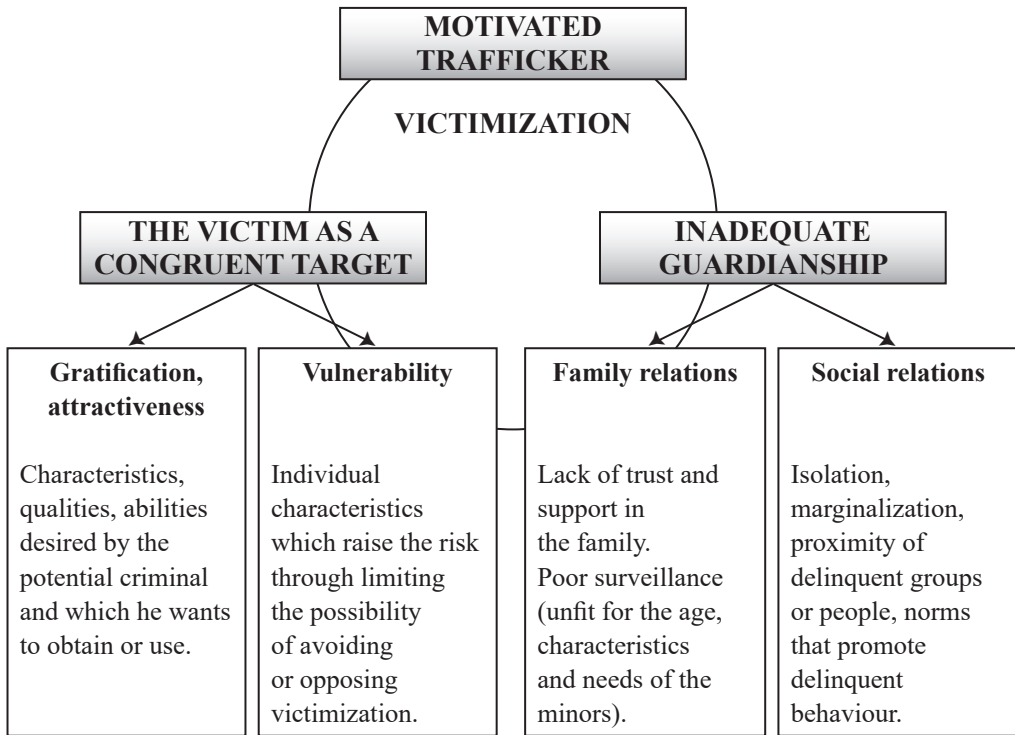 MOTIVATED
TRAFFICKER
VICTIMIZATION
THE VICTIM AS A
CONGRUENT TARGET
INADEQUATE
GUARDIANSHIP
Gratification,
attractiveness
Characteristics,
qualities, abilities
desired by the
potential criminal
and which he wants
to obtain or use.
Vulnerability
Individual
characteristics
which raise the risk
through limiting
the possibility
of avoiding
or opposing
victimization.
Family relations
Lack of trust and
support in
the family.
Poor surveillance
(unfit for the age,
characteristics
and needs of the
minors).
Social relations
Isolation,
marginalization,
proximity of
delinquent groups
or people, norms
that promote
delinquent
behaviour.